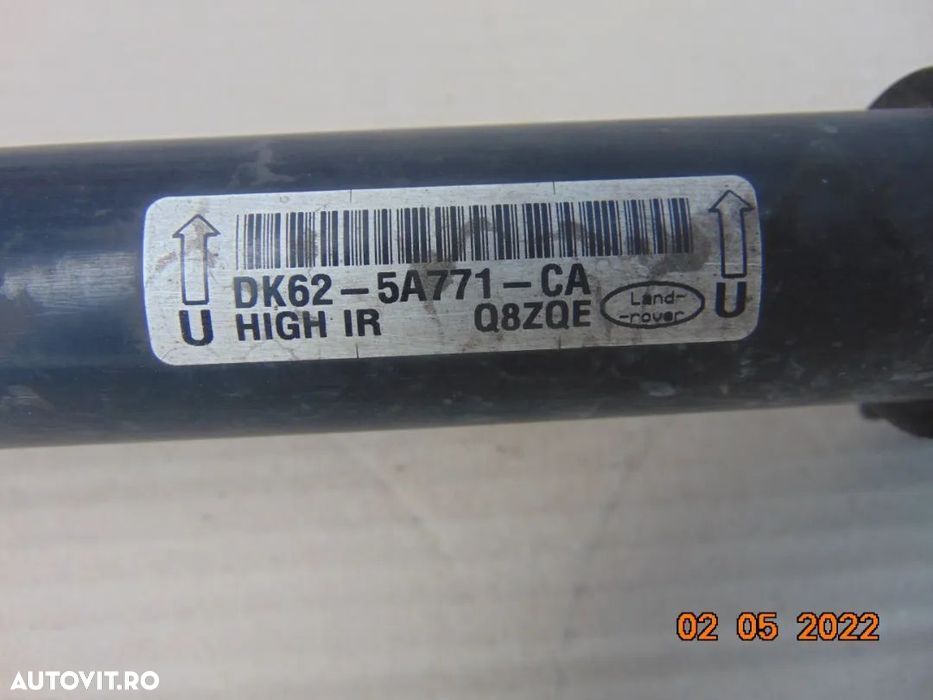 DK62-5A771-CA
U HIGH IR Q8ZQE Land-
-rover U
02 05 2022
AUTOVIT.RO